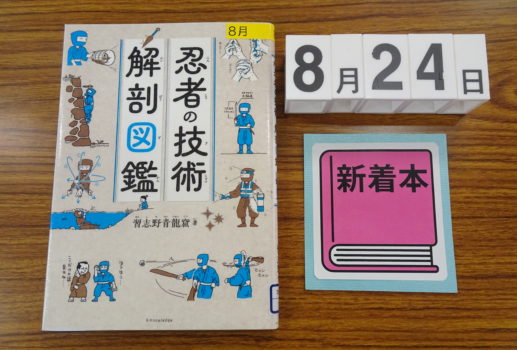 8月
忍者の技術
解剖図鑑
習志野青龍窟 著
8月24日
新着本